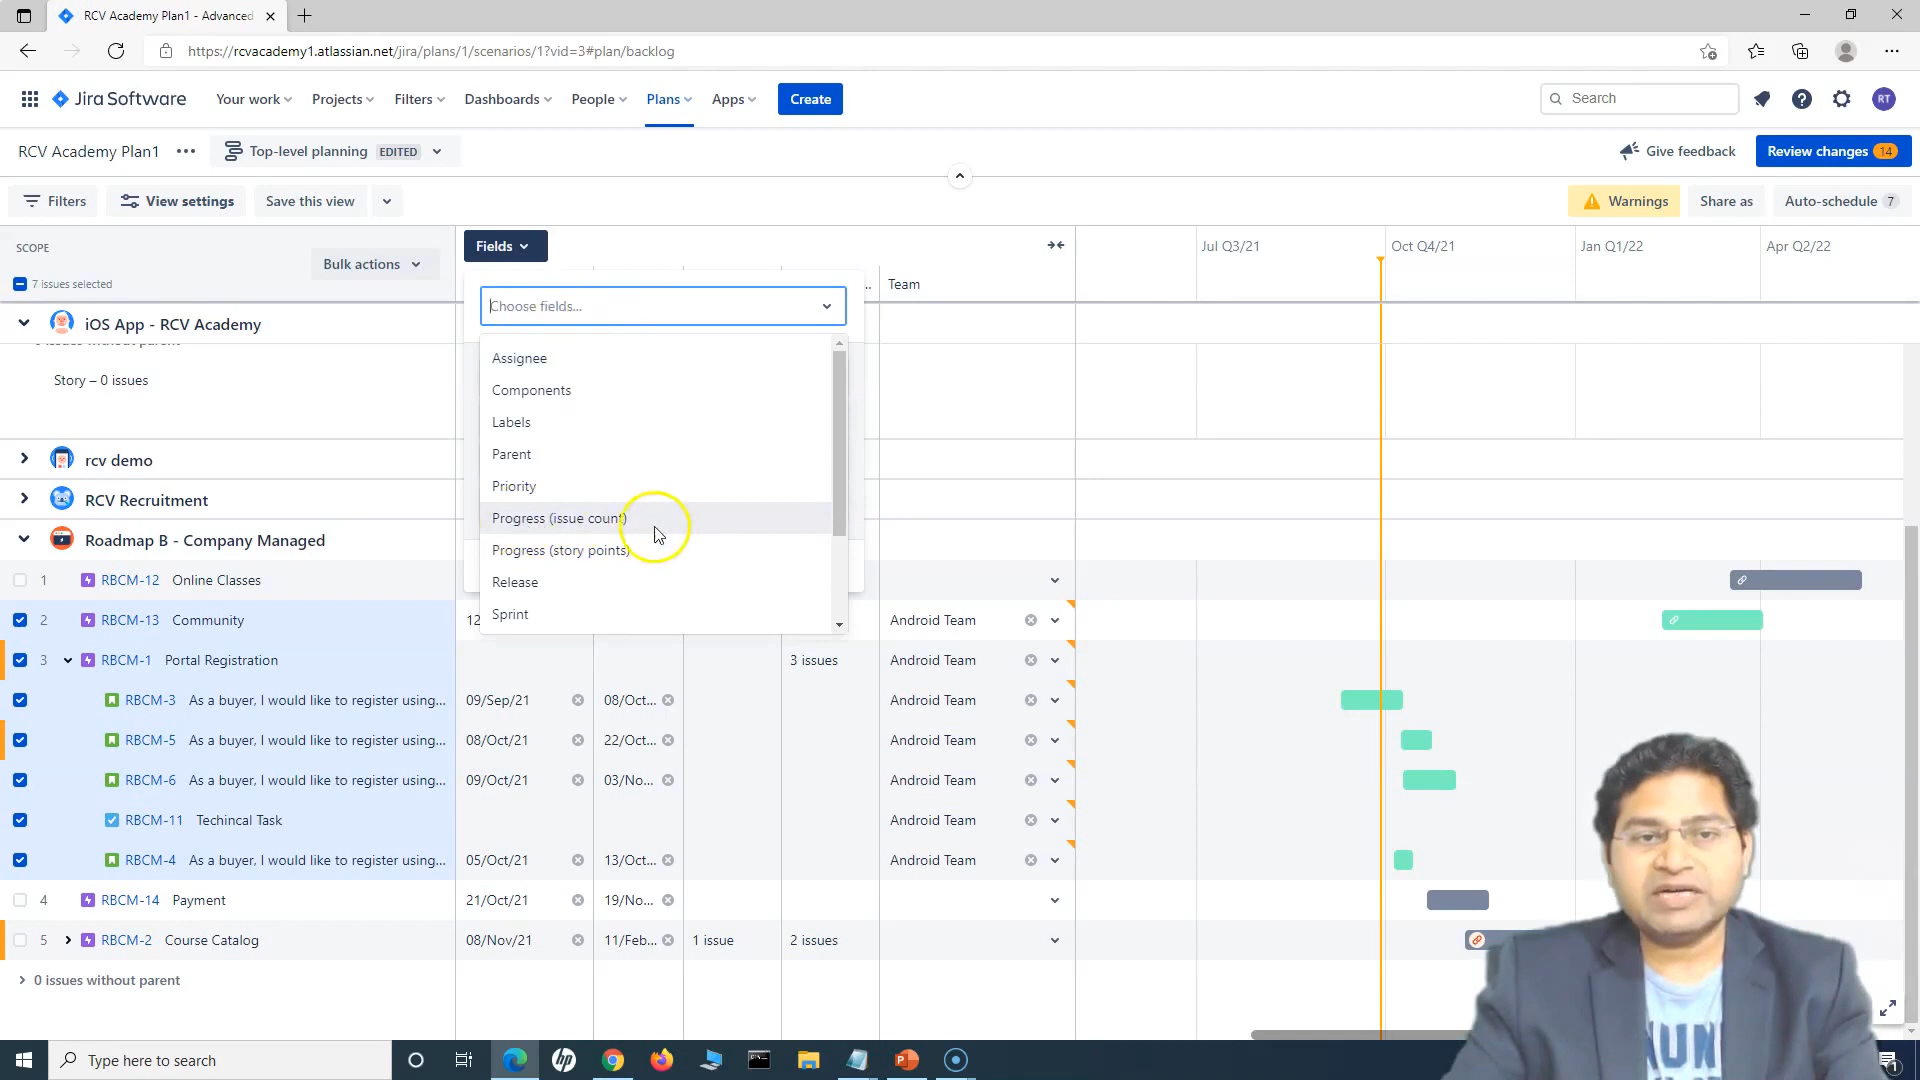 RCV Academy Plan1 - Advanced
https://rcvacademy1.atlassian.net/jira/plans/1/scenarios/1?vid=3#plan/backlog
Jira Software
Your work
Projects
Filters
Dashboards
People
Plans
Apps
Create
Search
RT
RCV Academy Plan1
Top-level planning EDITED
Give feedback
Review changes 14
Filters
View settings
Save this view
Warnings
Share as
Auto-schedule 7
SCOPE
Bulk actions
7 issues selected
Fields
Team
Jul Q3/21
Oct Q4/21
Jan Q1/22
Apr Q2/22
Choose fields...
Assignee
Components
Labels
Parent
Priority
Progress (issue count)
Progress (story points)
Release
Sprint
iOS App - RCV Academy
Story – 0 issues
rcv demo
RCV Recruitment
Roadmap B - Company Managed
1 RBCM-12 Online Classes
2 RBCM-13 Community 12 Android Team
3 RBCM-1 Portal Registration 3 issues Android Team
RBCM-3 As a buyer, I would like to register using... 09/Sep/21 08/Oct... Android Team
RBCM-5 As a buyer, I would like to register using... 08/Oct/21 22/Oct... Android Team
RBCM-6 As a buyer, I would like to register using... 09/Oct/21 03/No... Android Team
RBCM-11 Techincal Task Android Team
RBCM-4 As a buyer, I would like to register using... 05/Oct/21 13/Oct... Android Team
4 RBCM-14 Payment 21/Oct/21 19/No...
5 RBCM-2 Course Catalog 08/Nov/21 11/Feb... 1 issue 2 issues
0 issues without parent
Type here to search